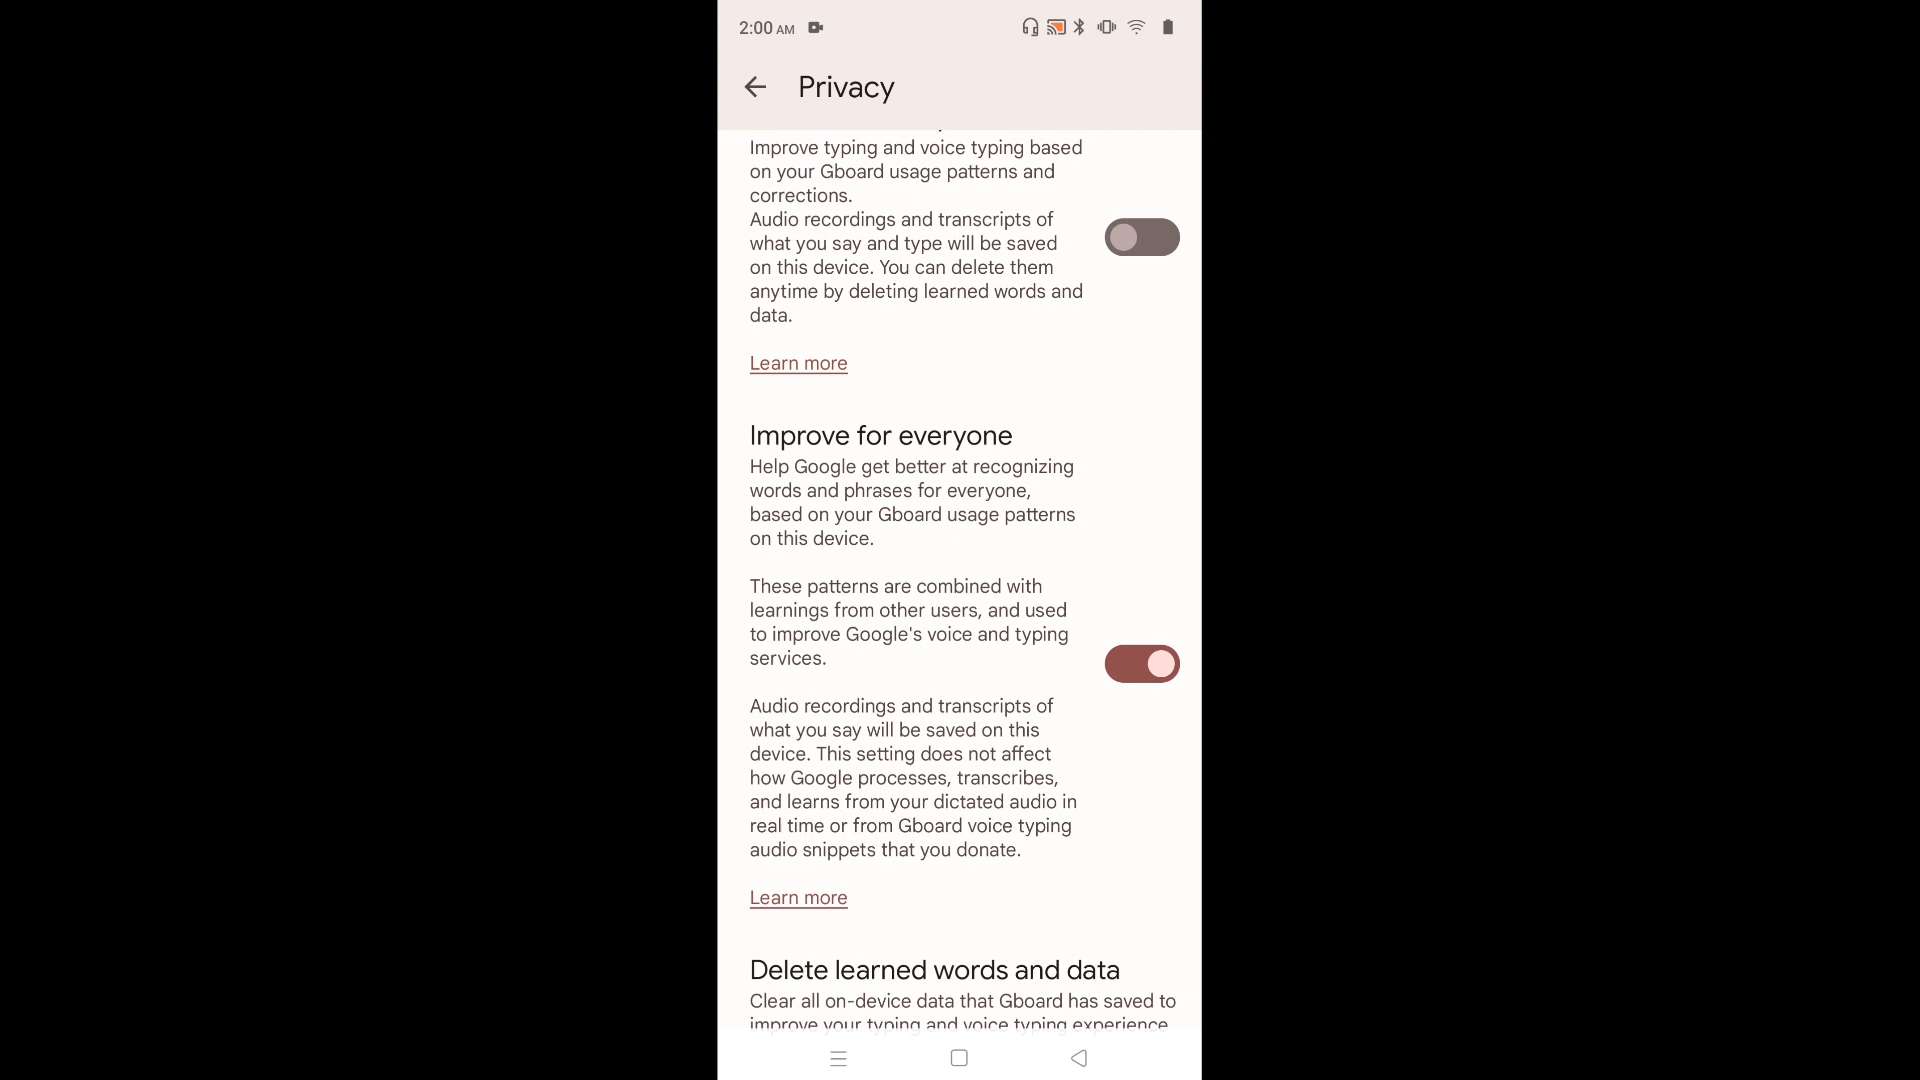 2:00 AM
Privacy
Improve typing and voice typing based
on your Gboard usage patterns and
corrections.
Audio recordings and transcripts of
what you say and type will be saved
on this device. You can delete them
anytime by deleting learned words and
data.
Learn more
Improve for everyone
Help Google get better at recognizing
words and phrases for everyone,
based on your Gboard usage patterns
on this device.
These patterns are combined with
learnings from other users, and used
to improve Google's voice and typing
services.
Audio recordings and transcripts of
what you say will be saved on this
device. This setting does not affect
how Google processes, transcribes,
and learns from your dictated audio in
real time or from Gboard voice typing
audio snippets that you donate.
Learn more
Delete learned words and data
Clear all on-device data that Gboard has saved to
improve your typing and voice typing experience